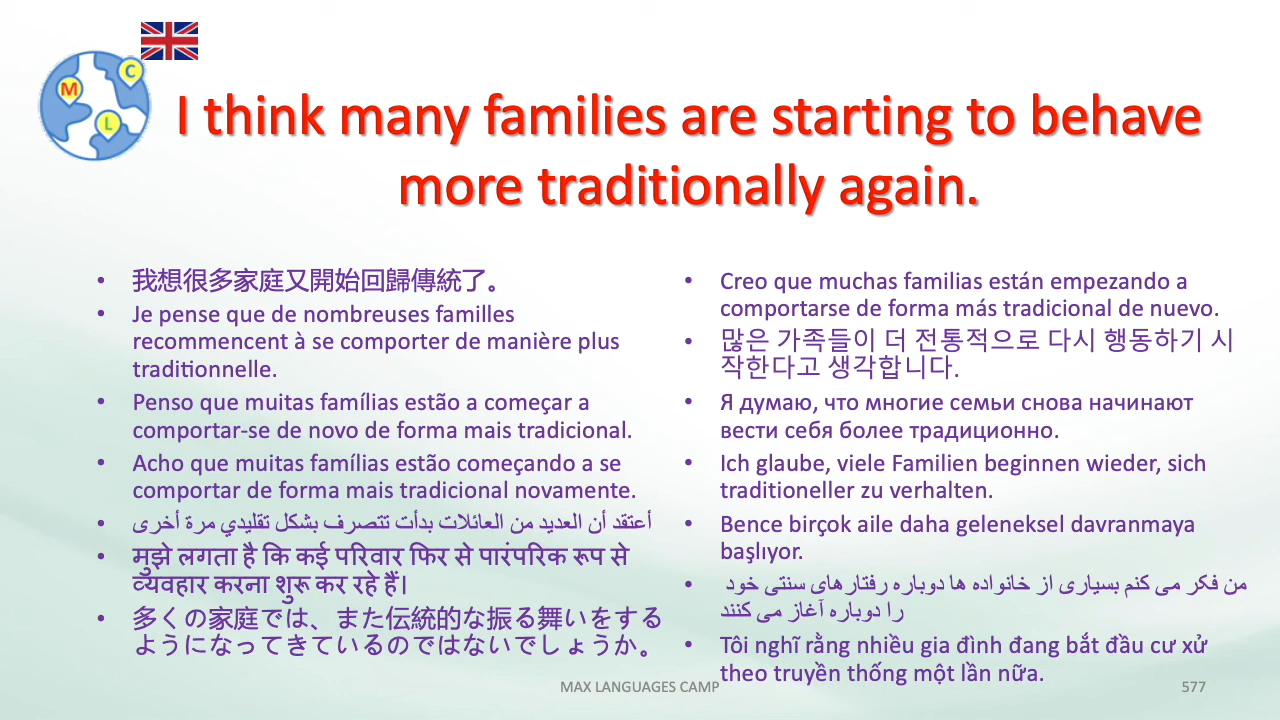 M
C
L
I think many families are starting to behave
more traditionally again.
• 我想很多家庭又開始回歸傳統了。
• Je pense que de nombreuses familles
recommencent à se comporter de manière plus
traditionnelle.
• Penso que muitas famílias estão a começar a
comportar-se de novo de forma mais tradicional.
• Acho que muitas famílias estão começando a se
comportar de forma mais tradicional novamente.
• أعتقد أن العديد من العائلات بدأت تتصرف بشكل تقليدي مرة أخرى
• मुझे लगता है कि कई परिवार फिर से पारंपरिक रूप से
व्यवहार करना शुरू कर रहे हैं।
• 多くの家庭では、また伝統的な振る舞いをする
ようになってきているのではないでしょうか。
• Creo que muchas familias están empezando a
comportarse de forma más tradicional de nuevo.
• 많은 가족들이 더 전통적으로 다시 행동하기 시
작한다고 생각합니다.
• Я думаю, что многие семьи снова начинают
вести себя более традиционно.
• Ich glaube, viele Familien beginnen wieder, sich
traditioneller zu verhalten.
• Bence birçok aile daha geleneksel davranmaya
başlıyor.
• من فکر می کنم بسیاری از خانواده ها دوباره رفتارهای سنتی خود
را دوباره آغاز می کنند
• Tôi nghĩ rằng nhiều gia đình đang bắt đầu cư xử
theo truyền thống một lần nữa.
MAX LANGUAGES CAMP
577